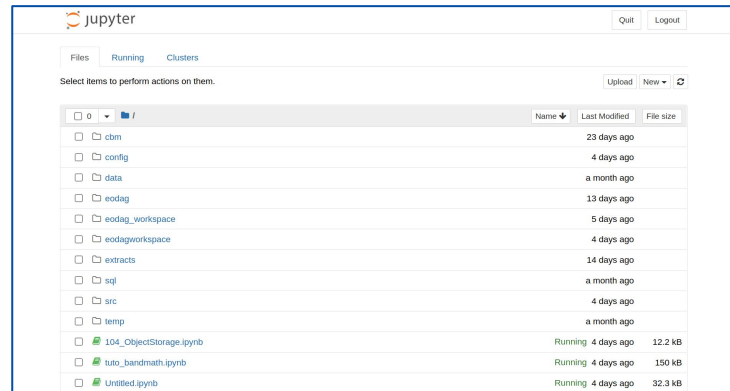 jupyter
Quit Logout
Files Running Clusters
Select items to perform actions on them.
Upload New
0 / Name Last Modified File size
cbm 23 days ago
config 4 days ago
data a month ago
eodag 13 days ago
eodag_workspace 5 days ago
eodagworkspace 4 days ago
extracts 14 days ago
sql a month ago
src 4 days ago
temp a month ago
104_ObjectStorage.ipynb Running 4 days ago 12.2 kB
tuto_bandmath.ipynb Running 4 days ago 150 kB
Untitled.ipynb Running 4 days ago 32.3 kB